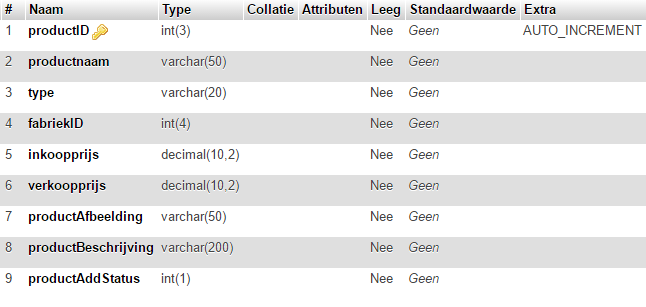 # Naam Type Collatie Attributen Leeg Standaardwaarde Extra
1 productID int(3) Nee Geen AUTO_INCREMENT
2 productnaam varchar(50) Nee Geen
3 type varchar(20) Nee Geen
4 fabriekID int(4) Nee Geen
5 inkoopprijs decimal(10,2) Nee Geen
6 verkoopprijs decimal(10,2) Nee Geen
7 productAfbeelding varchar(50) Nee Geen
8 productBeschrijving varchar(200) Nee Geen
9 productAddStatus int(1) Nee Geen